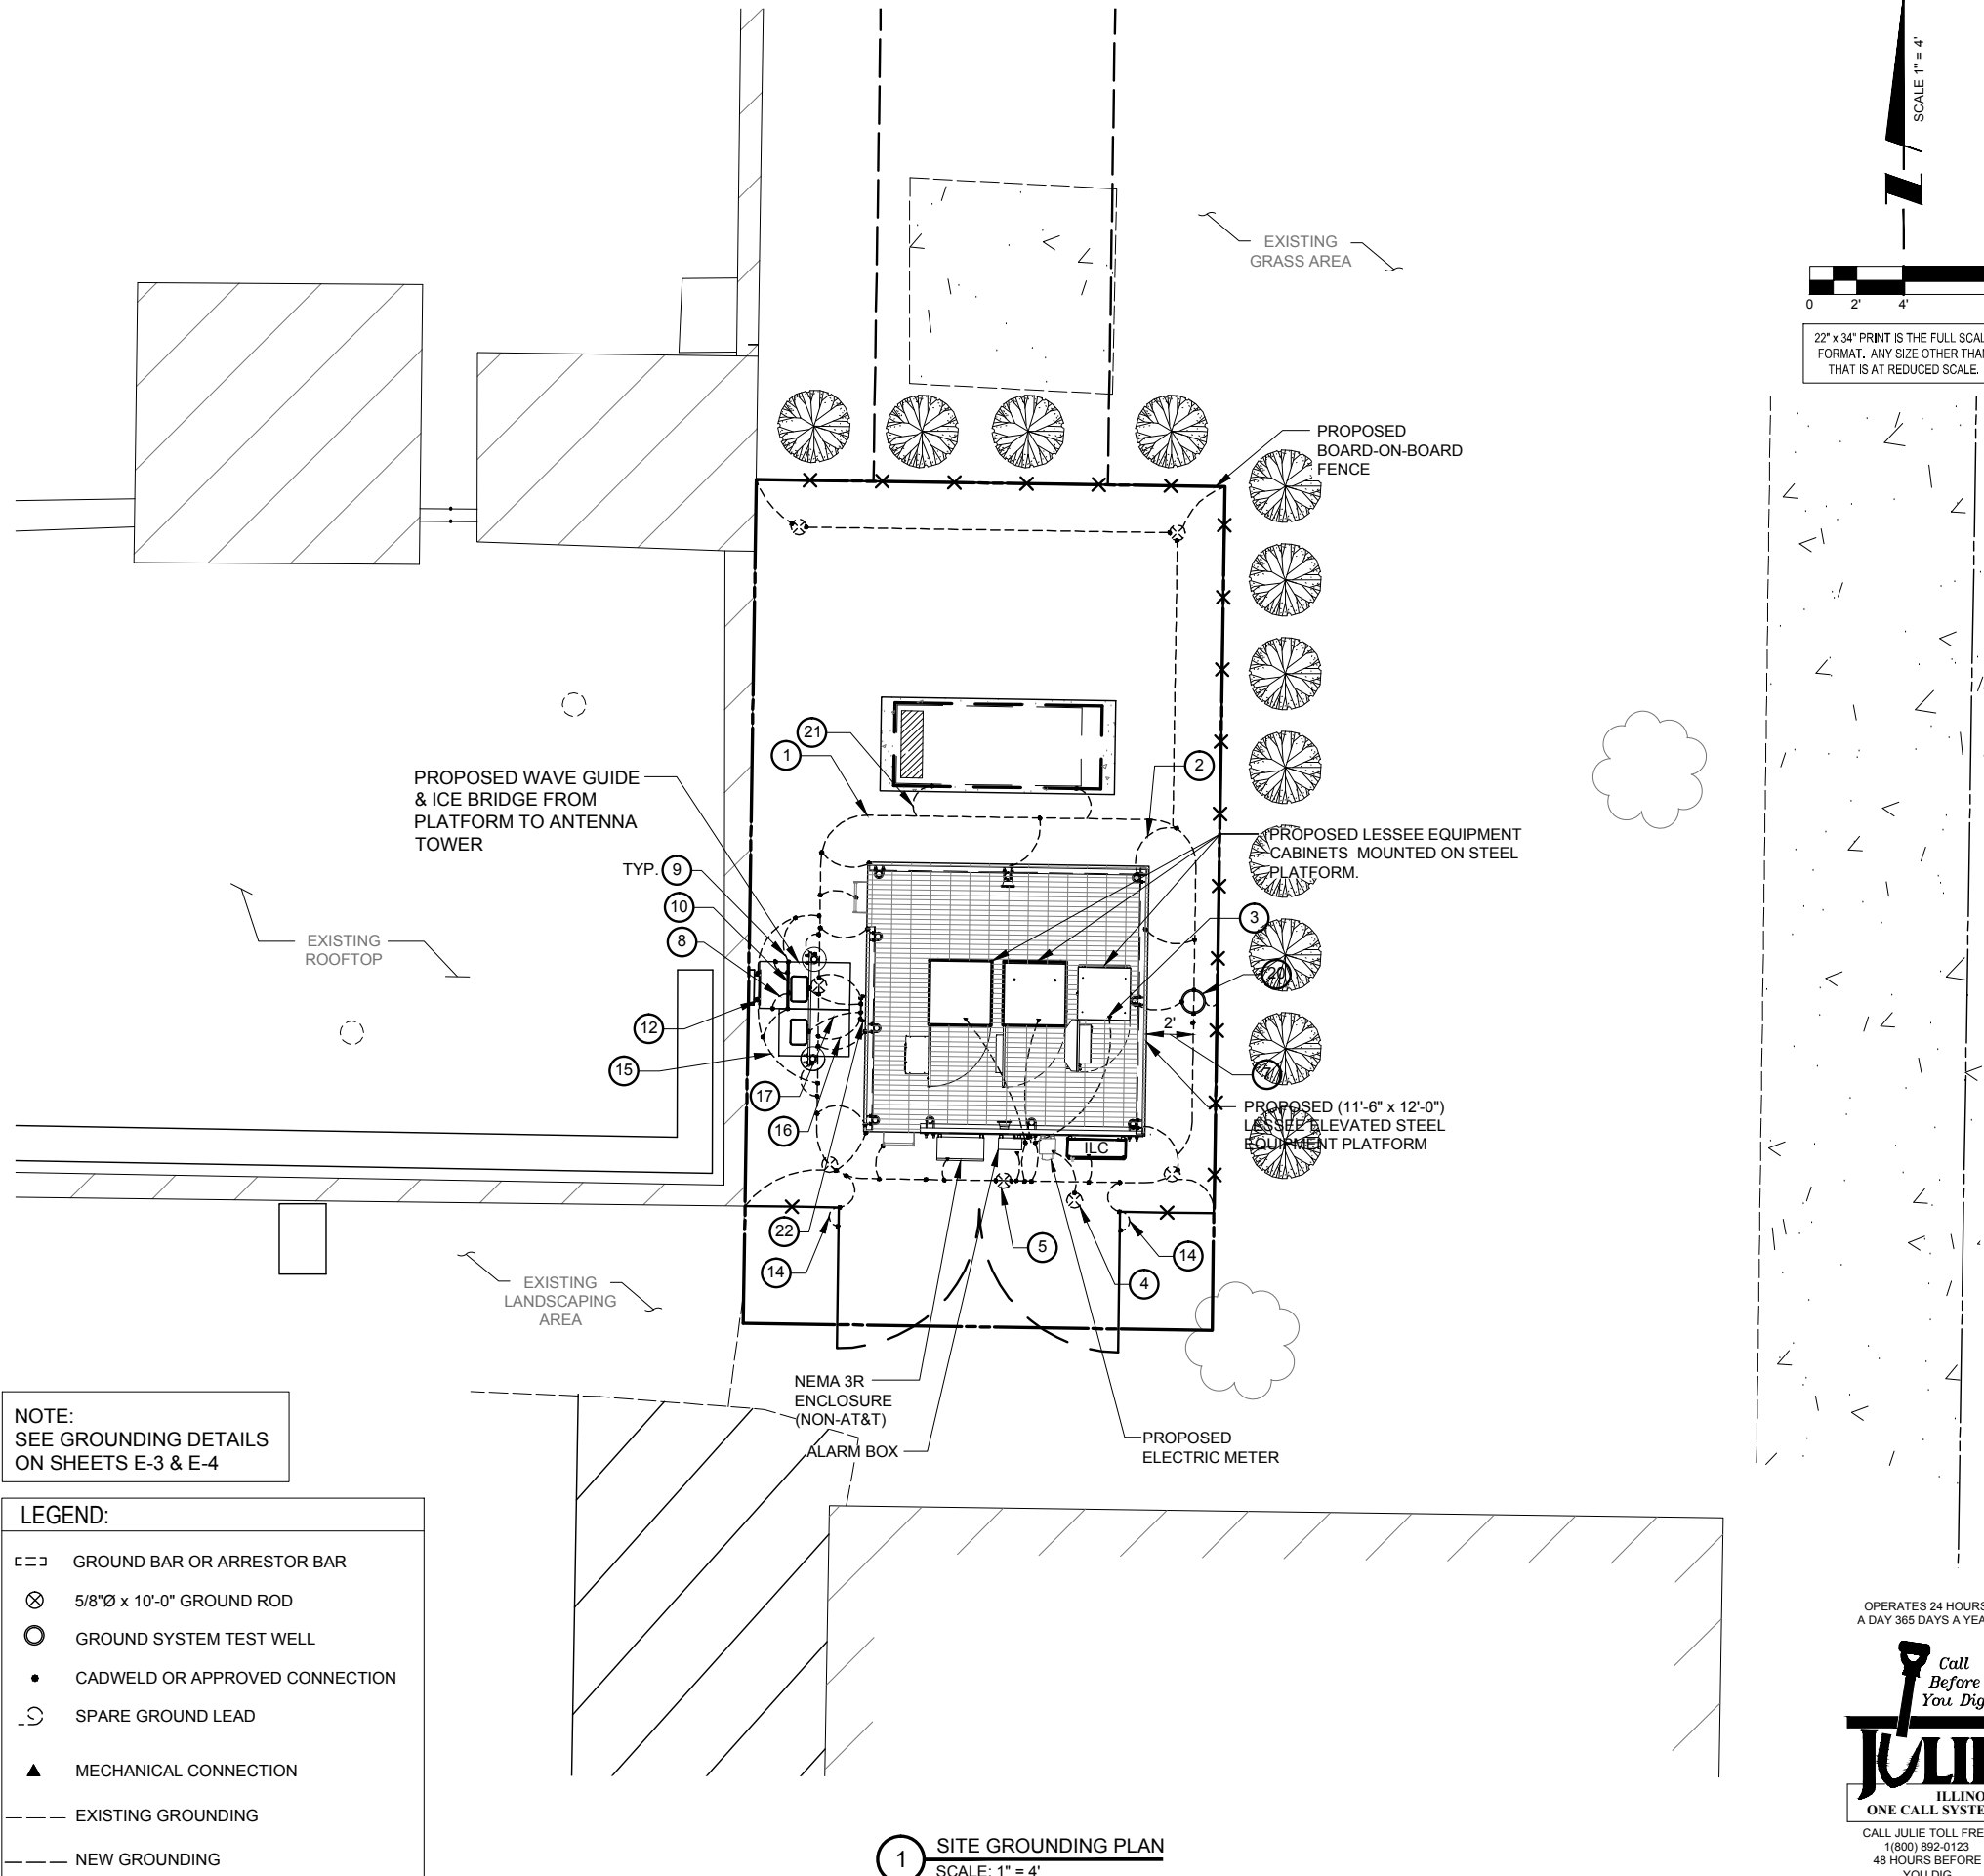 SCALE 1" = 4'
N
0 2' 4'
22" x 34" PRINT IS THE FULL
FORMAT. ANY SIZE OTHER
THAT IS AT REDUCED SCALE.
EXISTING
GRASS AREA
PROPOSED
BOARD-ON-BOARD
FENCE
21
1
2
PROPOSED WAVE GUIDE
& ICE BRIDGE FROM
PLATFORM TO ANTENNA
TOWER
PROPOSED LESSEE EQUIPMENT
CABINETS MOUNTED ON STEEL
PLATFORM.
TYP. 9
10
8
3
EXISTING
ROOFTOP
20
12
2'
15
17
16
PROPOSED (11'-6" x 12'-0")
LESSEE ELEVATED STEEL
EQUIPMENT PLATFORM
ILC
22
5
14
14
4
EXISTING
LANDSCAPING
AREA
NEMA 3R
ENCLOSURE
(NON-AT&T)
ALARM BOX
PROPOSED
ELECTRIC METER
NOTE:
SEE GROUNDING DETAILS
ON SHEETS E-3 & E-4
LEGEND:
GROUND BAR OR ARRESTOR BAR
5/8"Ø x 10'-0" GROUND ROD
GROUND SYSTEM TEST WELL
CADWELD OR APPROVED CONNECTION
SPARE GROUND LEAD
MECHANICAL CONNECTION
EXISTING GROUNDING
NEW GROUNDING
1 SITE GROUNDING PLAN
SCALE: 1" = 4'
OPERATES 24 HOURS
A DAY 365 DAYS A
Call
Before
You Dig
ONE CALL
CALL JULIE TOLL
1(800) 892-0123
48 HOURS BEFORE
YOU DIG